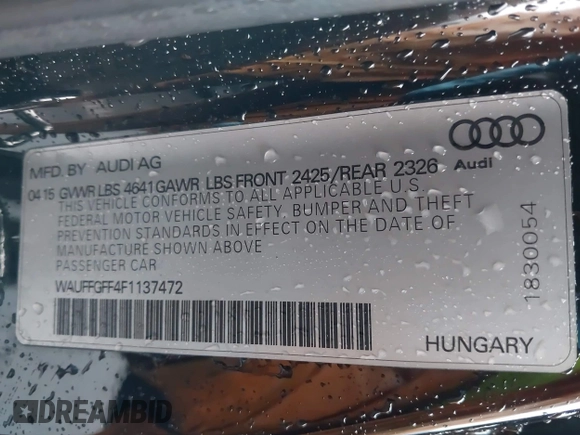 MFD. BY AUDI AG
04 15 GVWR LBS 4641 GAWR LBS FRONT 2425/REAR 2326
THIS VEHICLE CONFORMS TO ALL APPLICABLE U.S.
FEDERAL MOTOR VEHICLE SAFETY, BUMPER AND THEFT
PREVENTION STANDARDS IN EFFECT ON THE DATE OF
MANUFACTURE SHOWN ABOVE
PASSENGER CAR
WAUFFGFF4F1137472
Audi
1830054
HUNGARY
DREAMBID